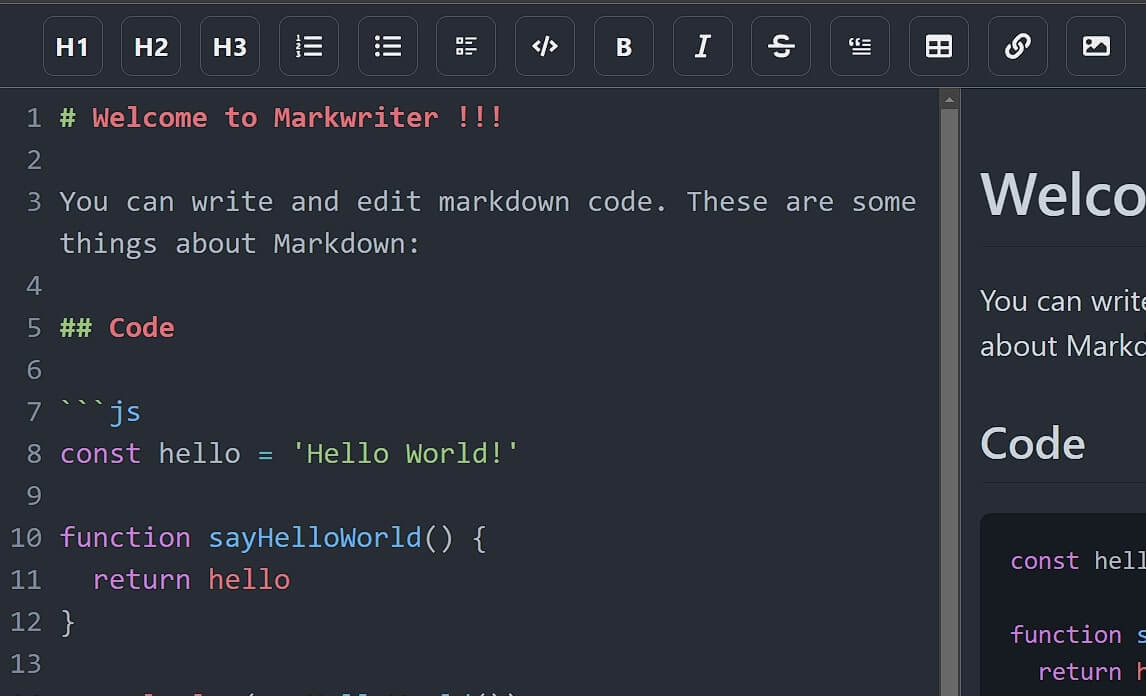 H1 H2 H3 B I S
1 # Welcome to Markwriter !!!
2
3 You can write and edit markdown code. These are some
things about Markdown:
4
5 ## Code
6
7 ```js
8 const hello = 'Hello World!'
9
10 function sayHelloWorld() {
11   return hello
12 }
13
Welco
You can write
about Markd
Code
const hell
function s
return h